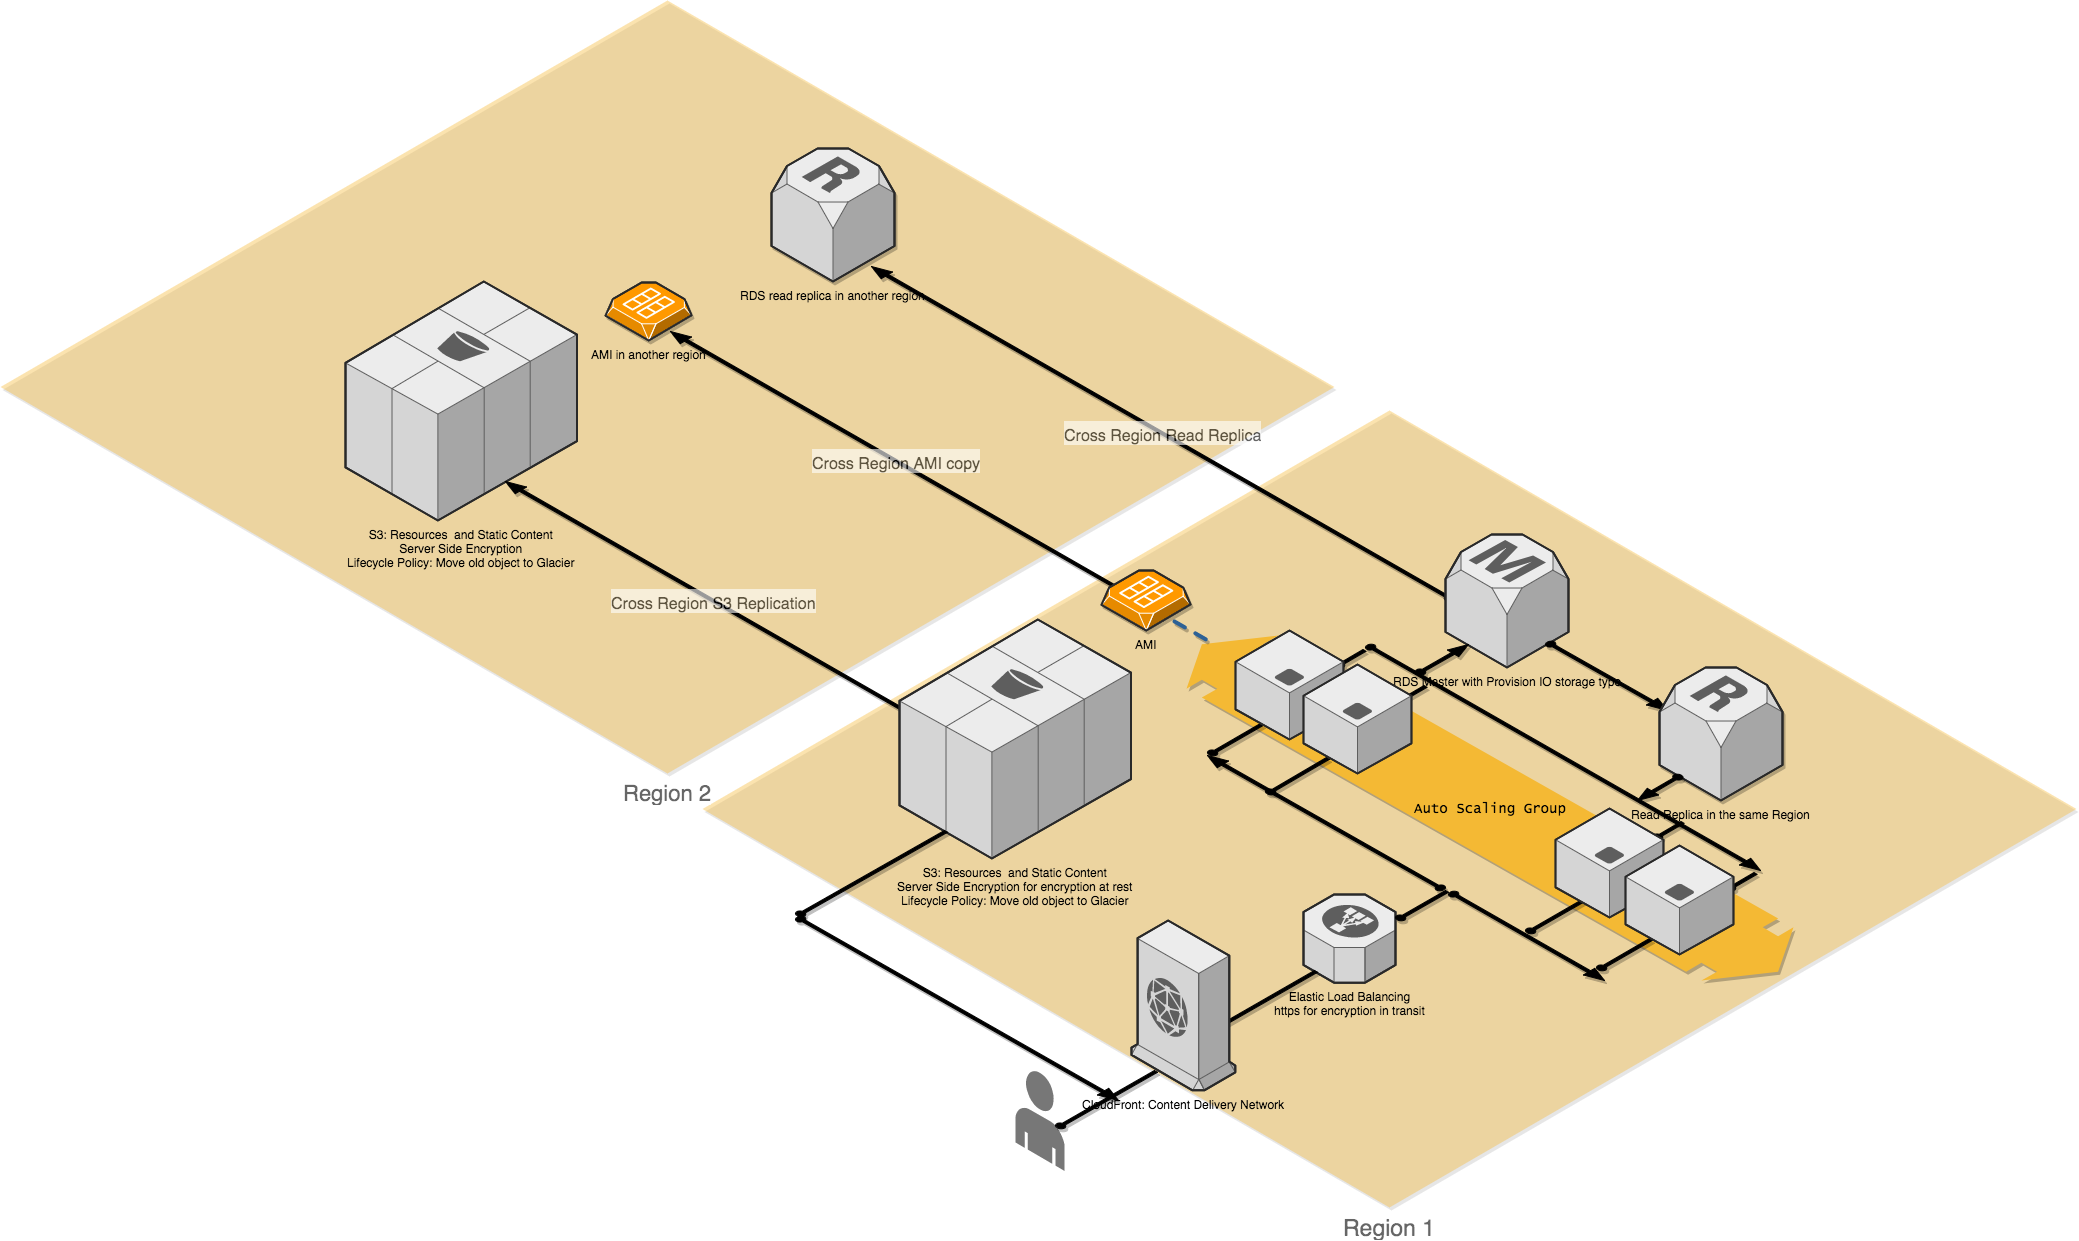 R
RDS read replica in another region
AMI in another region
Cross Region Read Replica
Cross Region AMI copy
S3: Resources and Static Content
Server Side Encryption
Lifecycle Policy: Move old object to Glacier
Cross Region S3 Replication
M
AMI
RDS Master with Provision IO storage type
R
Region 2
Auto Scaling Group
Read Replica in the same Region
S3: Resources and Static Content
Server Side Encryption for encryption at rest
Lifecycle Policy: Move old object to Glacier
Elastic Load Balancing
https for encryption in transit
CloudFront: Content Delivery Network
Region 1